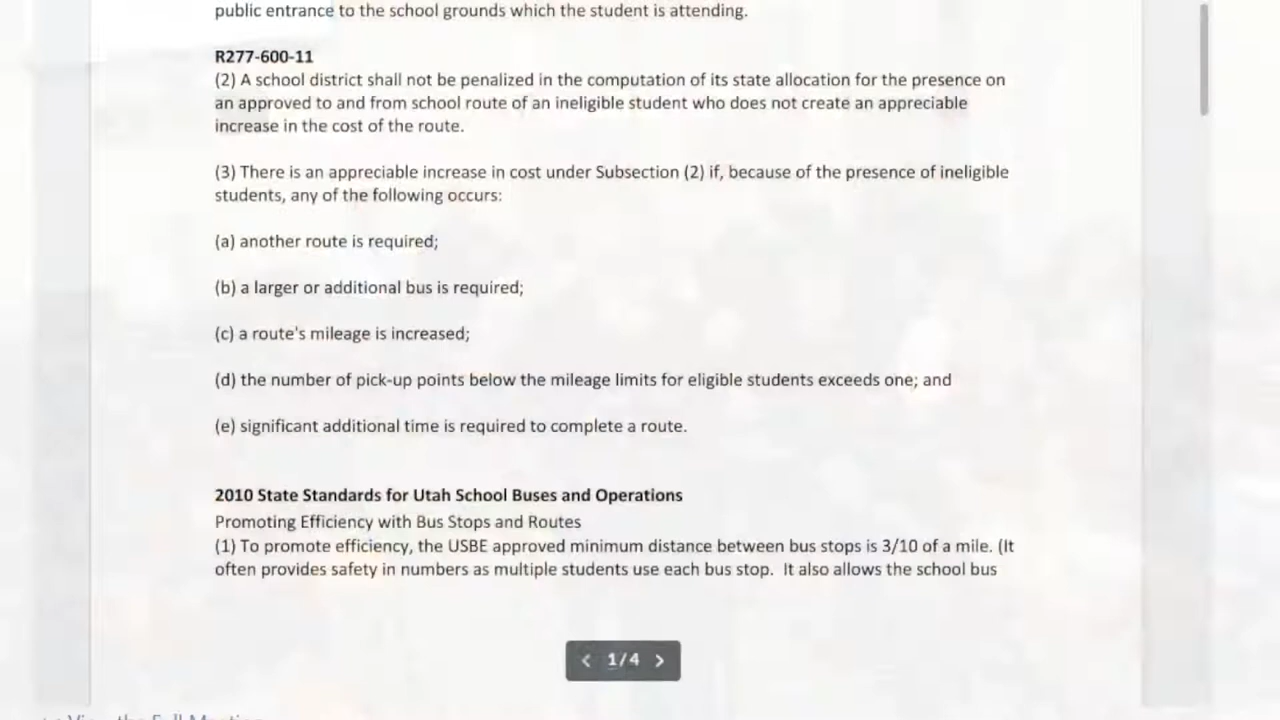 public entrance to the school grounds which the student is attending.
R277-600-11
(2) A school district shall not be penalized in the computation of its state allocation for the presence on
an approved to and from school route of an ineligible student who does not create an appreciable
increase in the cost of the route.
(3) There is an appreciable increase in cost under Subsection (2) if, because of the presence of ineligible
students, any of the following occurs:
(a) another route is required;
(b) a larger or additional bus is required;
(c) a route's mileage is increased;
(d) the number of pick-up points below the mileage limits for eligible students exceeds one; and
(e) significant additional time is required to complete a route.
2010 State Standards for Utah School Buses and Operations
Promoting Efficiency with Bus Stops and Routes
(1) To promote efficiency, the USBE approved minimum distance between bus stops is 3/10 of a mile. (It
often provides safety in numbers as multiple students use each bus stop. It also allows the school bus
< 1/4 >
View the Full Meeting